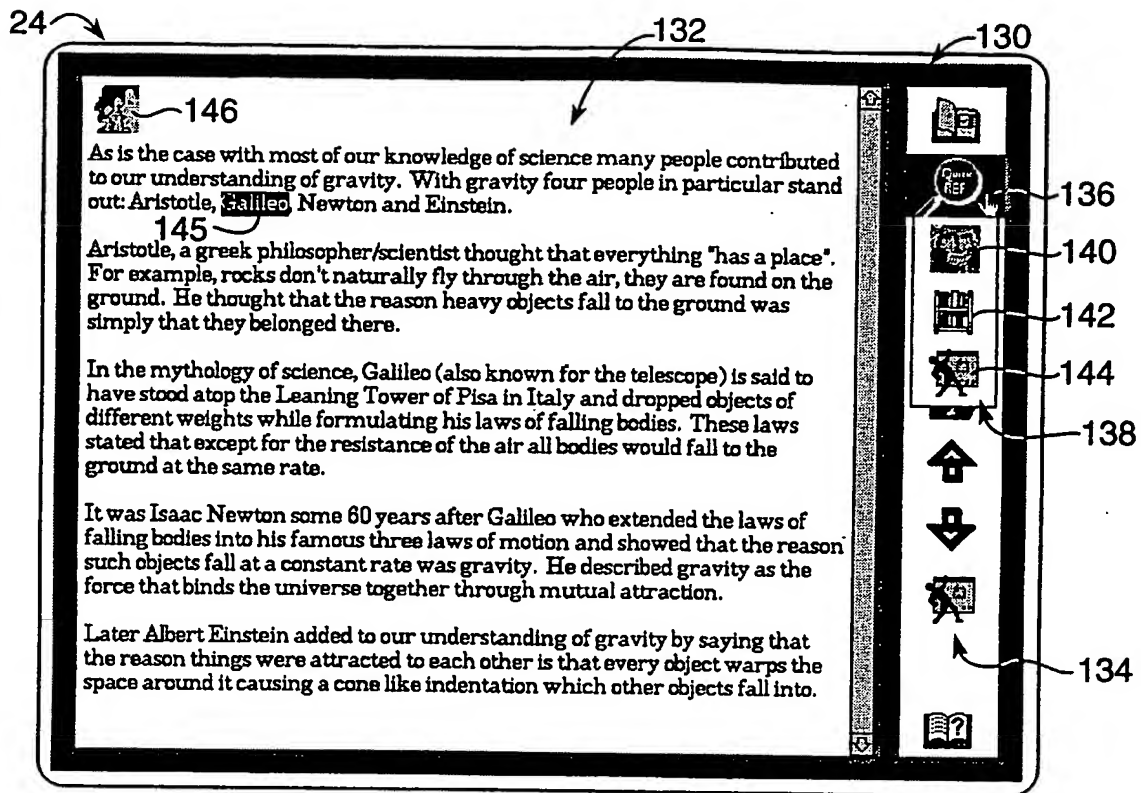 24
132
130
146
As is the case with most of our knowledge of science many people contributed
to our understanding of gravity. With gravity four people in particular stand
out: Aristotle, Galileo, Newton and Einstein.
145
Quick
REF
136
Aristotle, a greek philosopher/scientist thought that everything "has a place".
For example, rocks don't naturally fly through the air, they are found on the
ground. He thought that the reason heavy objects fall to the ground was
simply that they belonged there.
140
142
In the mythology of science, Galileo (also known for the telescope) is said to
have stood atop the Leaning Tower of Pisa in Italy and dropped objects of
different weights while formulating his laws of falling bodies. These laws
stated that except for the resistance of the air all bodies would fall to the
ground at the same rate.
144
138
It was Isaac Newton some 60 years after Galileo who extended the laws of
falling bodies into his famous three laws of motion and showed that the reason
such objects fall at a constant rate was gravity. He described gravity as the
force that binds the universe together through mutual attraction.
Later Albert Einstein added to our understanding of gravity by saying that
the reason things were attracted to each other is that every object warps the
space around it causing a cone like indentation which other objects fall into.
134
?